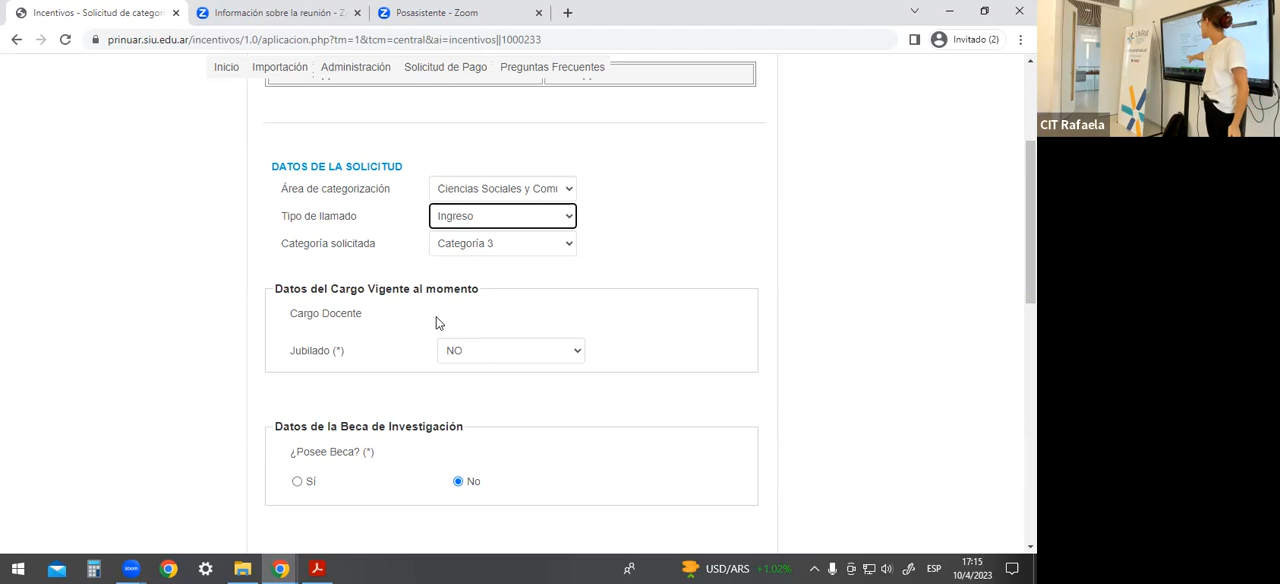 Incentivos - Solicitud de categori
Información sobre la reunión - Z
Posasistente - Zoom
prinuar.siu.edu.ar/incentivos/1.0/aplicacion.php?tm=1&tcm=central&ai=incentivos||1000233
Invitado (2)
Inicio Importación Administración Solicitud de Pago Preguntas Frecuentes
DATOS DE LA SOLICITUD
Área de categorización Ciencias Sociales y Com
Tipo de llamado Ingreso
Categoría solicitada Categoría 3
Datos del Cargo Vigente al momento
Cargo Docente
Jubilado (*) NO
Datos de la Beca de Investigación
¿Posee Beca? (*)
Sí No
CIT Rafaela
zoom
USD/ARS +1.02% ESP 17:15
10/4/2023